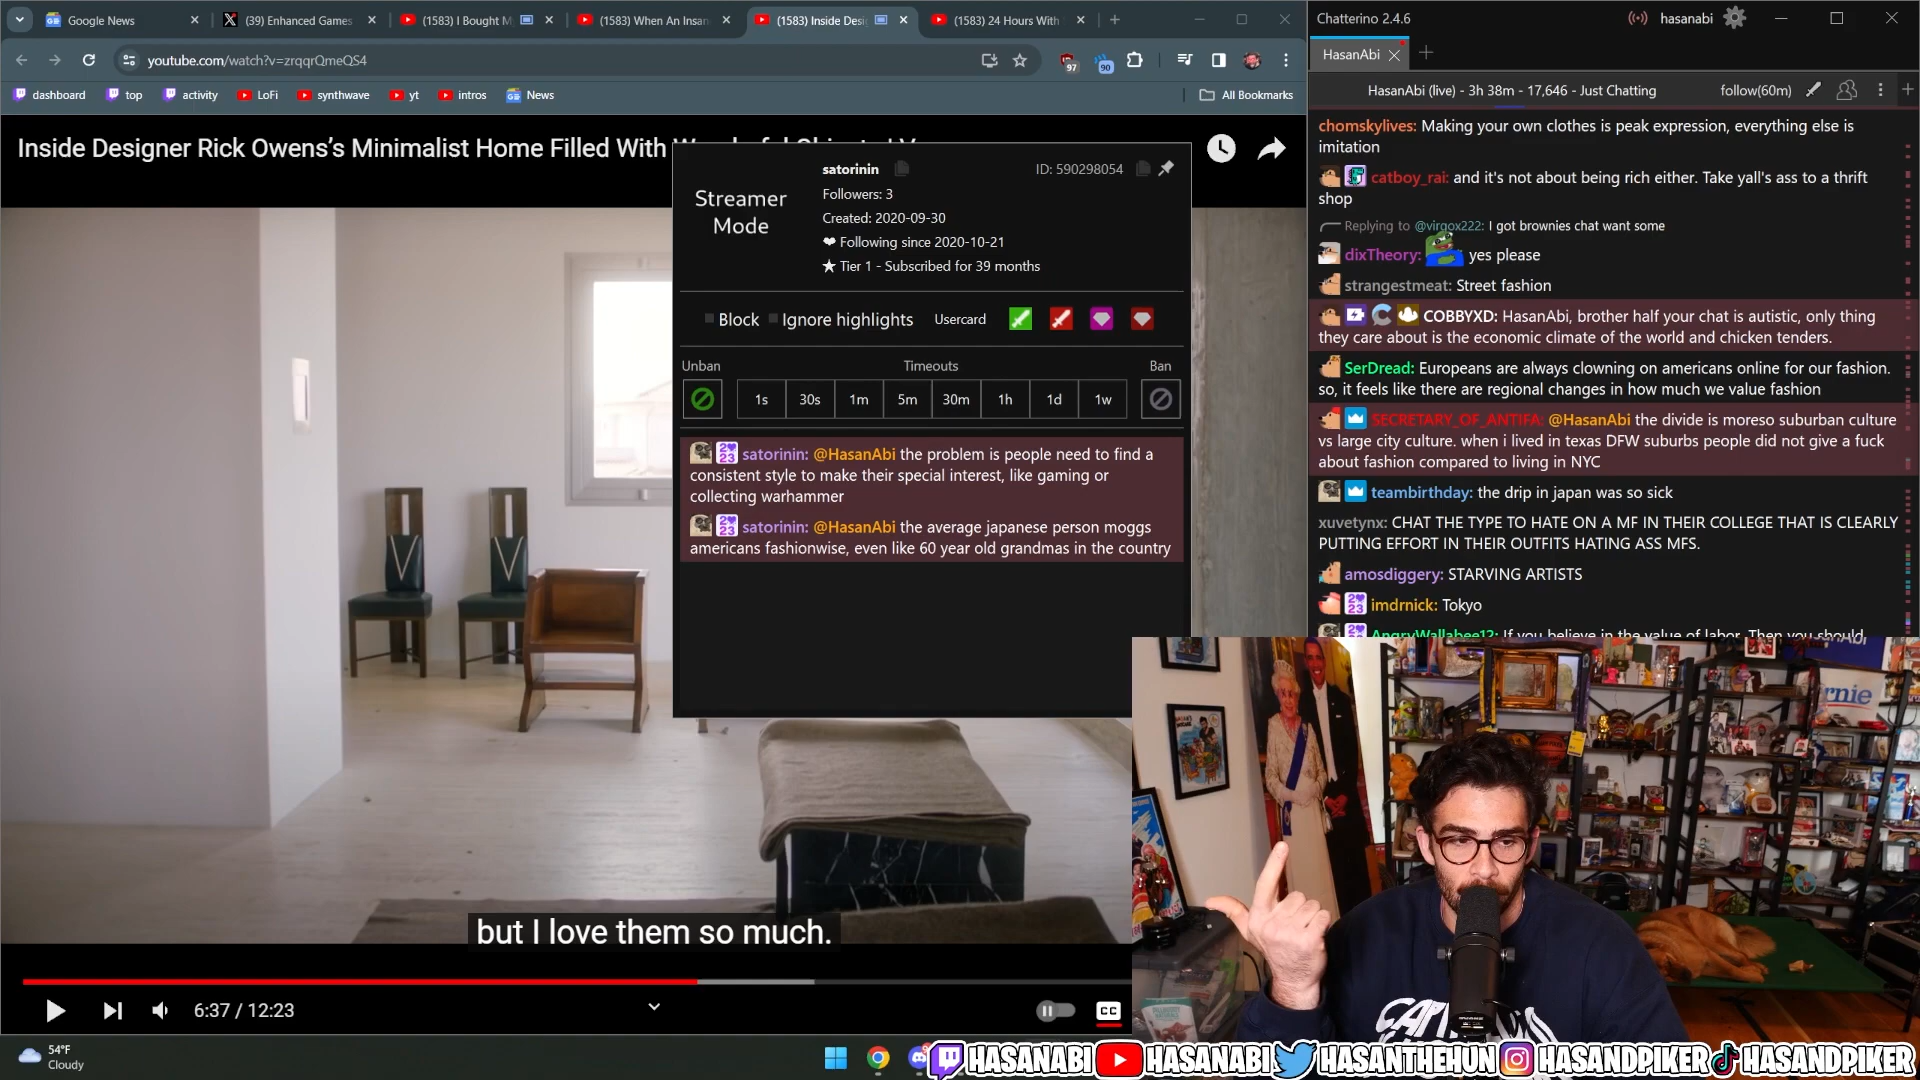 Google News
(39) Enhanced Games
(1583) I Bought M
(1583) When An Insan
(1583) Inside Desi
(1583) 24 Hours With
youtube.com/watch?v=zrqqrQmeQS4
97
90
dashboard
top
activity
LoFi
synthwave
yt
intros
News
All Bookmarks
Inside Designer Rick Owens's Minimalist Home Filled With
Streamer
Mode
satorinin
ID: 590298054
Followers: 3
Created: 2020-09-30
Following since 2020-10-21
Tier 1 - Subscribed for 39 months
Block
Ignore highlights
Usercard
Unban
Timeouts
Ban
1s
30s
1m
5m
30m
1h
1d
1w
satorinin: @HasanAbi the problem is people need to find a
consistent style to make their special interest, like gaming or
collecting warhammer
satorinin: @HasanAbi the average japanese person moggs
americans fashionwise, even like 60 year old grandmas in the country
but I love them so much.
6:37 / 12:23
CC
54°F
Cloudy
Chatterino 2.4.6
hasanabi
HasanAbi
HasanAbi (live) - 3h 38m - 17,646 - Just Chatting
follow(60m)
chomskylives: Making your own clothes is peak expression, everything else is
imitation
catboy_rai: and it's not about being rich either. Take yall's ass to a thrift
shop
Replying to @virgox222: I got brownies chat want some
dixTheory: yes please
strangestmeat: Street fashion
COBBYXD: HasanAbi, brother half your chat is autistic, only thing
they care about is the economic climate of the world and chicken tenders.
SerDread: Europeans are always clowning on americans online for our fashion.
so, it feels like there are regional changes in how much we value fashion
SECRETARY_OF_ANTIFA: @HasanAbi the divide is moreso suburban culture
vs large city culture. when i lived in texas DFW suburbs people did not give a fuck
about fashion compared to living in NYC
teambirthday: the drip in japan was so sick
xuvetynx: CHAT THE TYPE TO HATE ON A MF IN THEIR COLLEGE THAT IS CLEARLY
PUTTING EFFORT IN THEIR OUTFITS HATING ASS MFS.
amosdiggery: STARVING ARTISTS
imdrnick: Tokyo
AngryWallabee12: If you believe in the value of labor. Then you should
HASANABI
HASANABI
HASANTHEHUN
HASANDPIKER
HASANDPIKER